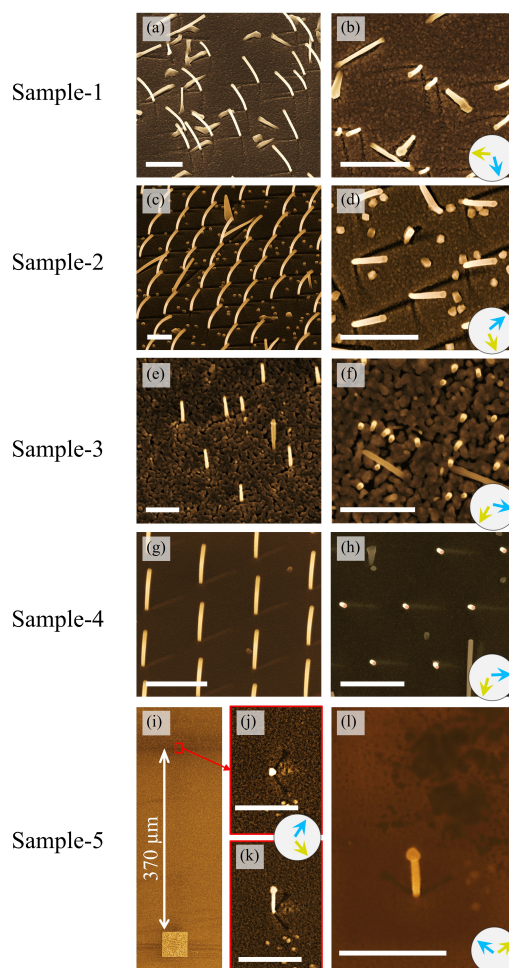 Sample-1
(a)
(b)
Sample-2
(c)
(d)
Sample-3
(e)
(f)
Sample-4
(g)
(h)
Sample-5
(i)
370 μm
(j)
(k)
(l)